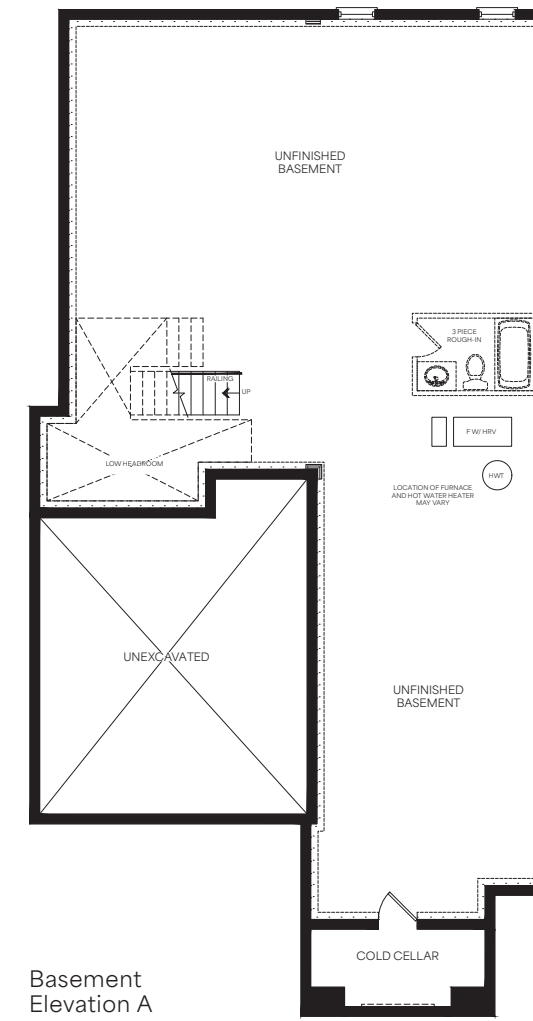 UNFINISHED
BASEMENT
3 PIECE
ROUGH-IN
RAILING
UP
F W/ HRV
LOW HEADROOM
HWT
LOCATION OF FURNACE
AND HOT WATER HEATER
MAY VARY
UNEXCAVATED
UNFINISHED
BASEMENT
COLD CELLAR
Basement
Elevation A